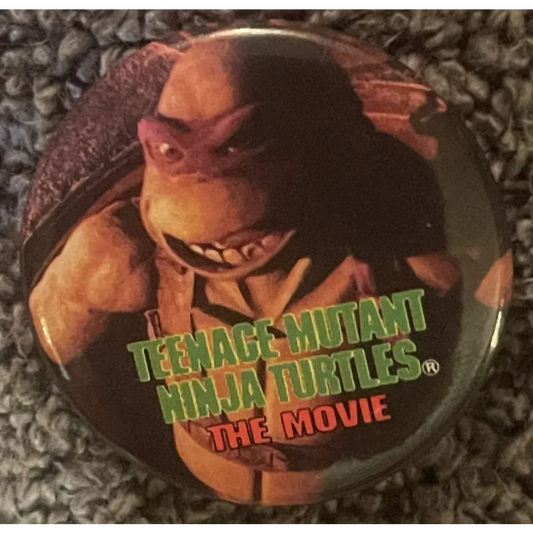 TEENAGE MUTANT
NINJA TURTLES®
THE MOVIE